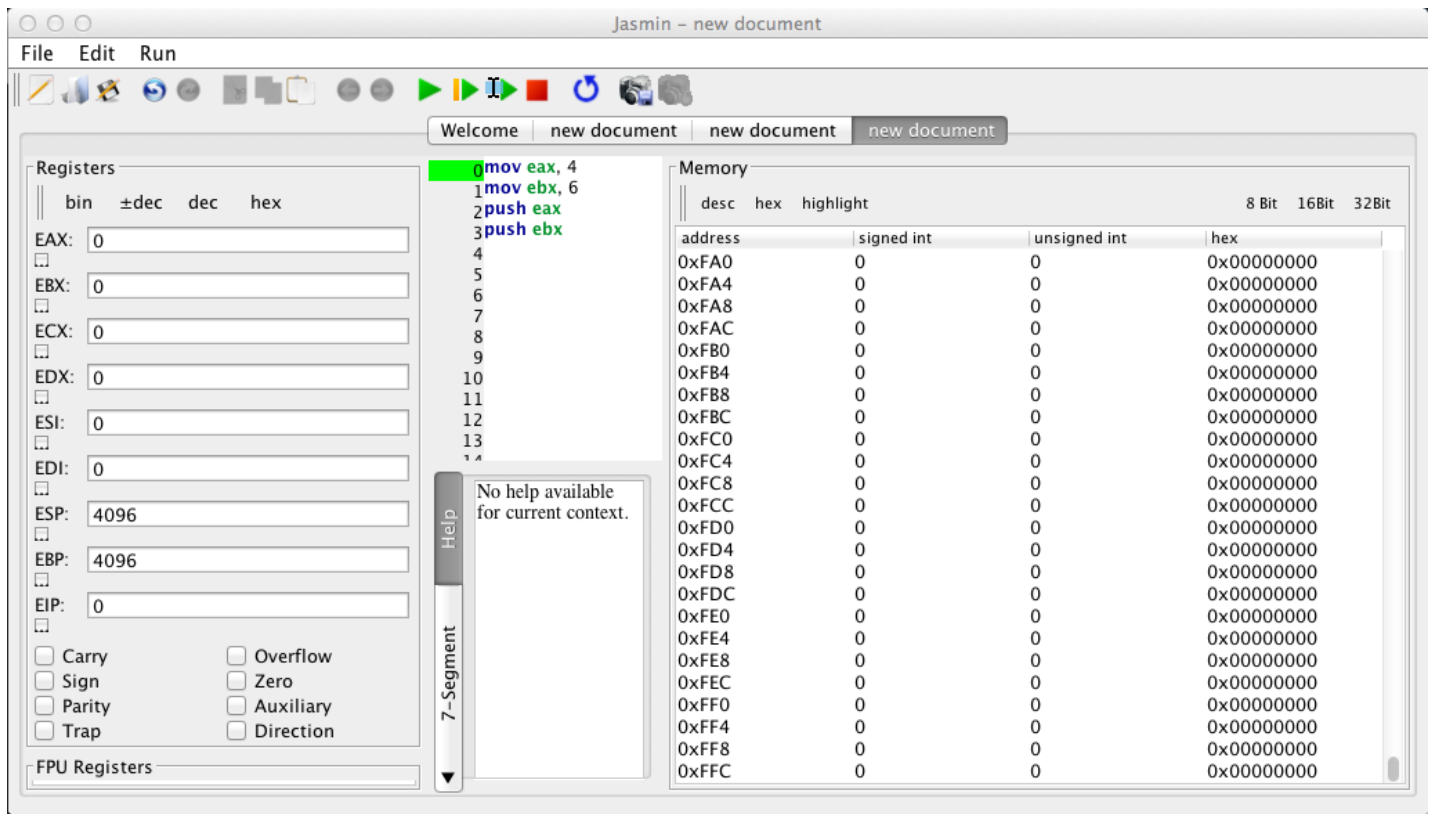 Jasmin – new document
File Edit Run
Welcome new document new document new document
Registers
bin ±dec dec hex
EAX: 0
EBX: 0
ECX: 0
EDX: 0
ESI: 0
EDI: 0
ESP: 4096
EBP: 4096
EIP: 0
Carry Overflow
Sign Zero
Parity Auxiliary
Trap Direction
FPU Registers
0 mov eax, 4
1 mov ebx, 6
2 push eax
3 push ebx
4
5
6
7
8
9
10
11
12
13
14
Help
7-Segment
No help available
for current context.
Memory
desc hex highlight 8 Bit 16Bit 32Bit
address signed int unsigned int hex
0xFA0 0 0 0x00000000
0xFA4 0 0 0x00000000
0xFA8 0 0 0x00000000
0xFAC 0 0 0x00000000
0xFB0 0 0 0x00000000
0xFB4 0 0 0x00000000
0xFB8 0 0 0x00000000
0xFBC 0 0 0x00000000
0xFC0 0 0 0x00000000
0xFC4 0 0 0x00000000
0xFC8 0 0 0x00000000
0xFCC 0 0 0x00000000
0xFD0 0 0 0x00000000
0xFD4 0 0 0x00000000
0xFD8 0 0 0x00000000
0xFDC 0 0 0x00000000
0xFE0 0 0 0x00000000
0xFE4 0 0 0x00000000
0xFE8 0 0 0x00000000
0xFEC 0 0 0x00000000
0xFF0 0 0 0x00000000
0xFF4 0 0 0x00000000
0xFF8 0 0 0x00000000
0xFFC 0 0 0x00000000